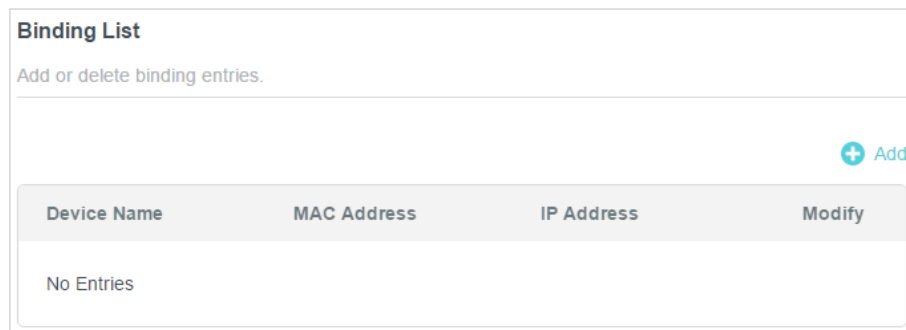 Binding List
Add or delete binding entries.
Add
Device Name MAC Address IP Address Modify
No Entries